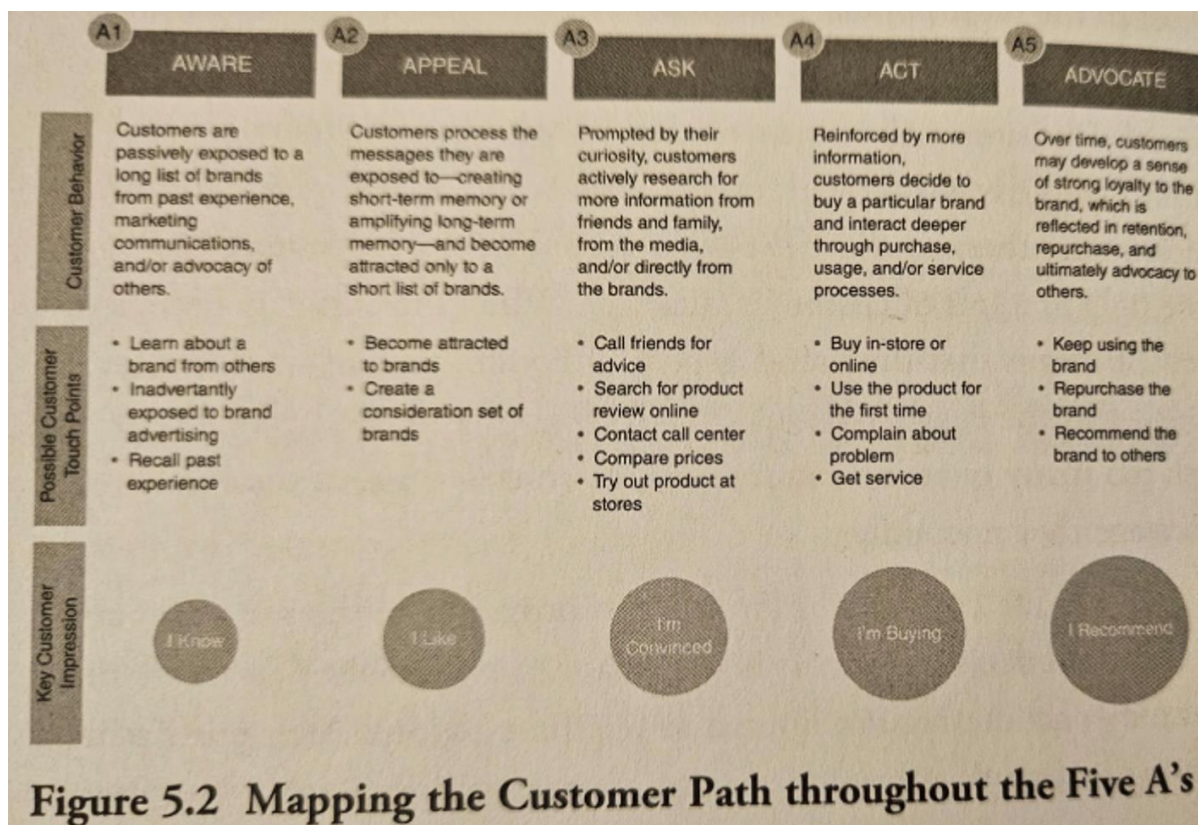 A1
AWARE
A2
APPEAL
A3
ASK
A4
ACT
A5
ADVOCATE
Customer Behavior
Customers are
passively exposed to a
long list of brands
from past experience,
marketing
communications,
and/or advocacy of
others.
Customers process the
messages they are
exposed to—creating
short-term memory or
amplifying long-term
memory—and become
attracted only to a
short list of brands.
Prompted by their
curiosity, customers
actively research for
more information from
friends and family,
from the media,
and/or directly from
the brands.
Reinforced by more
information,
customers decide to
buy a particular brand
and interact deeper
through purchase,
usage, and/or service
processes.
Over time, customers
may develop a sense
of strong loyalty to the
brand, which is
reflected in retention,
repurchase, and
ultimately advocacy to
others.
Possible Customer
Touch Points
• Learn about a
brand from others
• Inadvertently
exposed to brand
advertising
• Recall past
experience
• Become attracted
to brands
• Create a
consideration set of
brands
• Call friends for
advice
• Search for product
review online
• Contact call center
• Compare prices
• Try out product at
stores
• Buy in-store or
online
• Use the product for
the first time
• Complain about
problem
• Get service
• Keep using the
brand
• Repurchase the
brand
• Recommend the
brand to others
Key Customer
Impression
I Know
I Like
I'm
Convinced
I'm Buying
I Recommend
Figure 5.2 Mapping the Customer Path throughout the Five A's